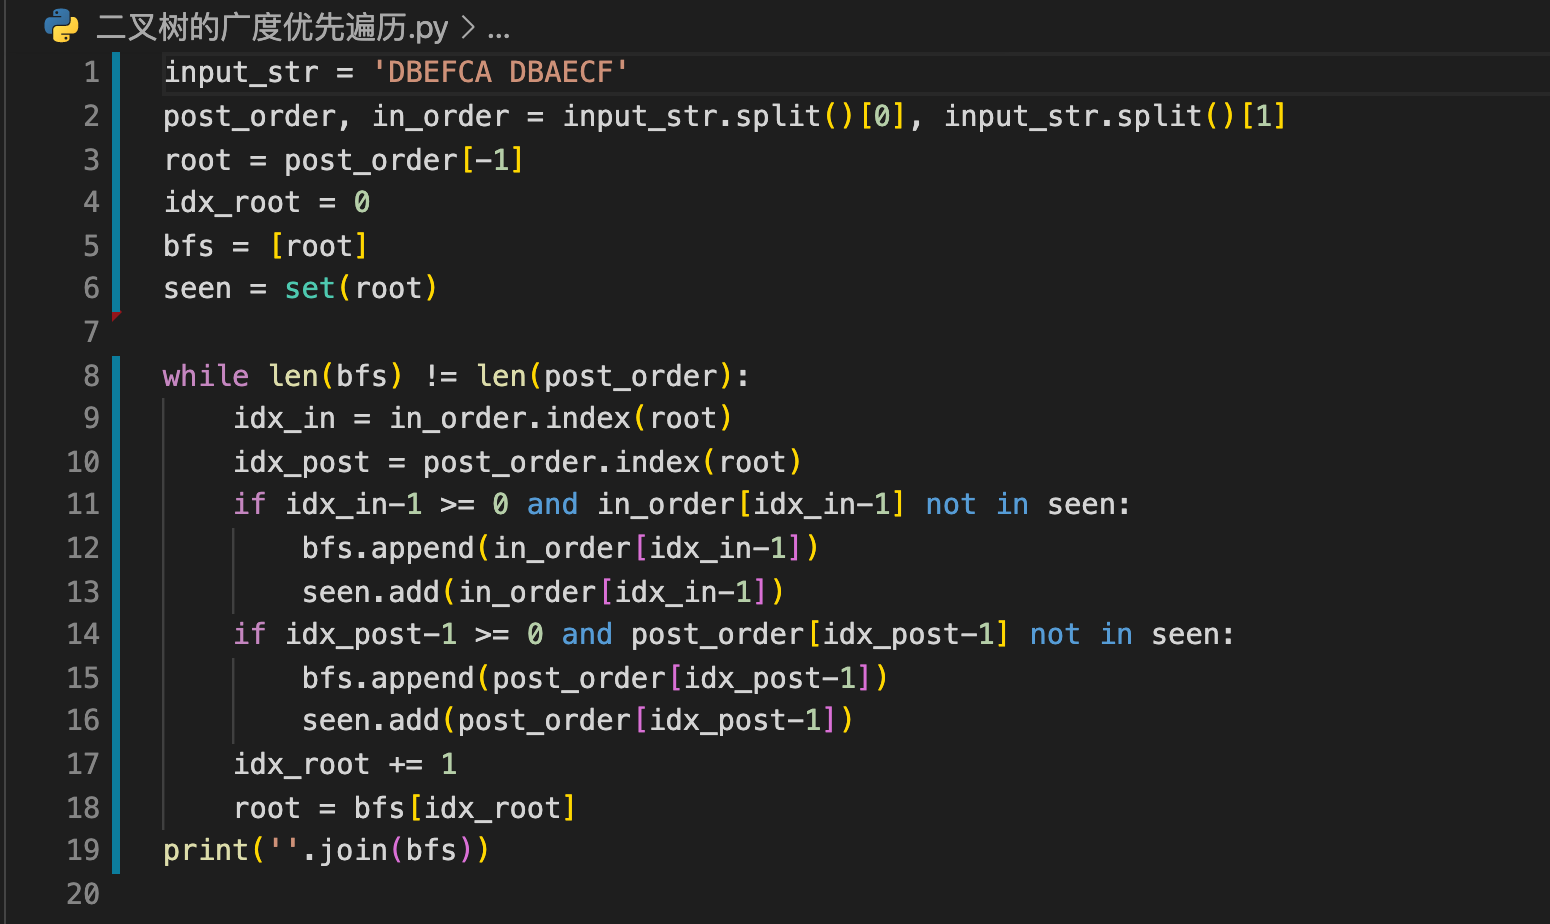 二叉树的广度优先遍历.py > ...
1 input_str = 'DBEFCA DBAECF'
2 post_order, in_order = input_str.split()[0], input_str.split()[1]
3 root = post_order[-1]
4 idx_root = 0
5 bfs = [root]
6 seen = set(root)
7
8 while len(bfs) != len(post_order):
9     idx_in = in_order.index(root)
10     idx_post = post_order.index(root)
11     if idx_in-1 >= 0 and in_order[idx_in-1] not in seen:
12         bfs.append(in_order[idx_in-1])
13         seen.add(in_order[idx_in-1])
14     if idx_post-1 >= 0 and post_order[idx_post-1] not in seen:
15         bfs.append(post_order[idx_post-1])
16         seen.add(post_order[idx_post-1])
17     idx_root += 1
18     root = bfs[idx_root]
19 print(''.join(bfs))
20